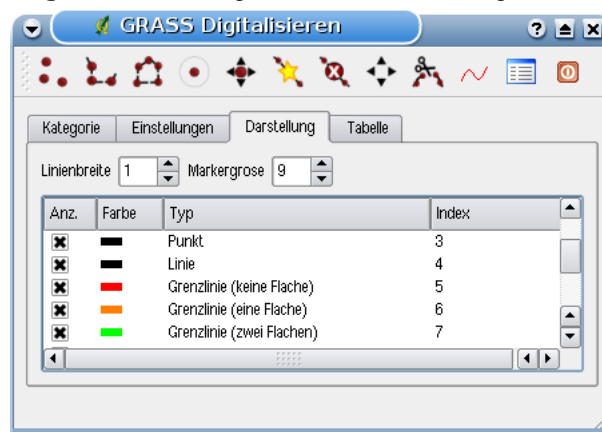 GRASS Digitalisieren
Kategorie Einstellungen Darstellung Tabelle
Linienbreite 1 Markergrose 9
Anz. Farbe Typ Index
Punkt 3
Linie 4
Grenzlinie (keine Flache) 5
Grenzlinie (eine Flache) 6
Grenzlinie (zwei Flachen) 7